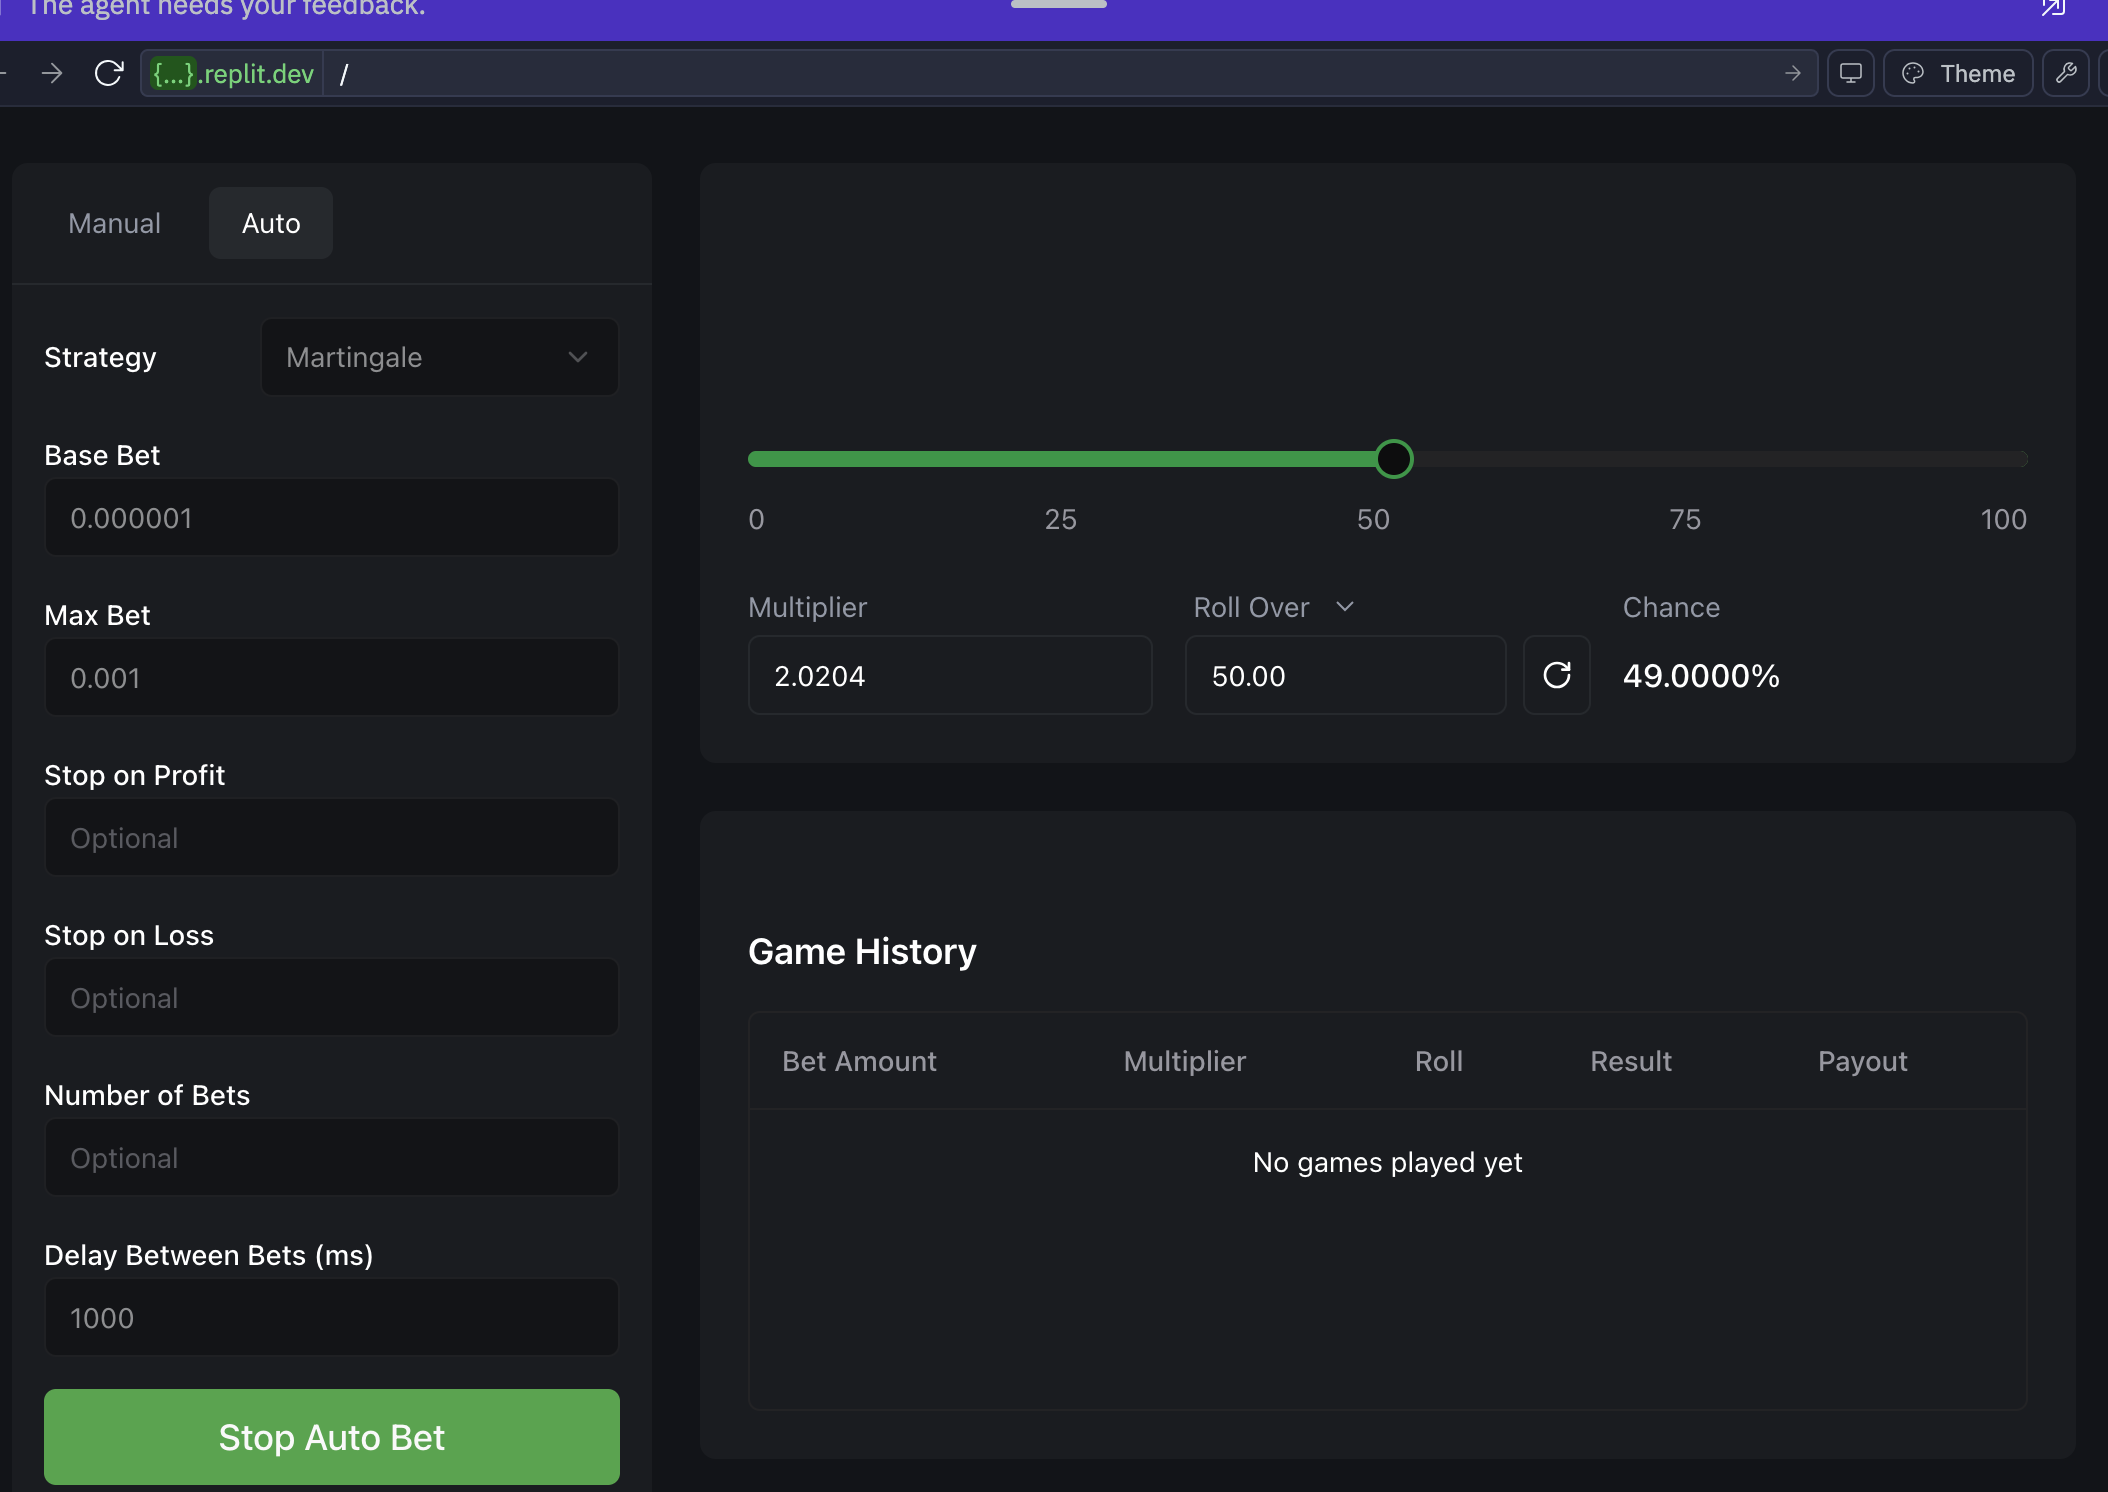 The agent needs your feedback.
{...}.replit.dev /
Theme
Manual Auto
Strategy Martingale
Base Bet
0.000001
Max Bet
0.001
Stop on Profit
Optional
Stop on Loss
Optional
Number of Bets
Optional
Delay Between Bets (ms)
1000
Stop Auto Bet
0 25 50 75 100
Multiplier Roll Over Chance
2.0204 50.00 49.0000%
Game History
Bet Amount Multiplier Roll Result Payout
No games played yet